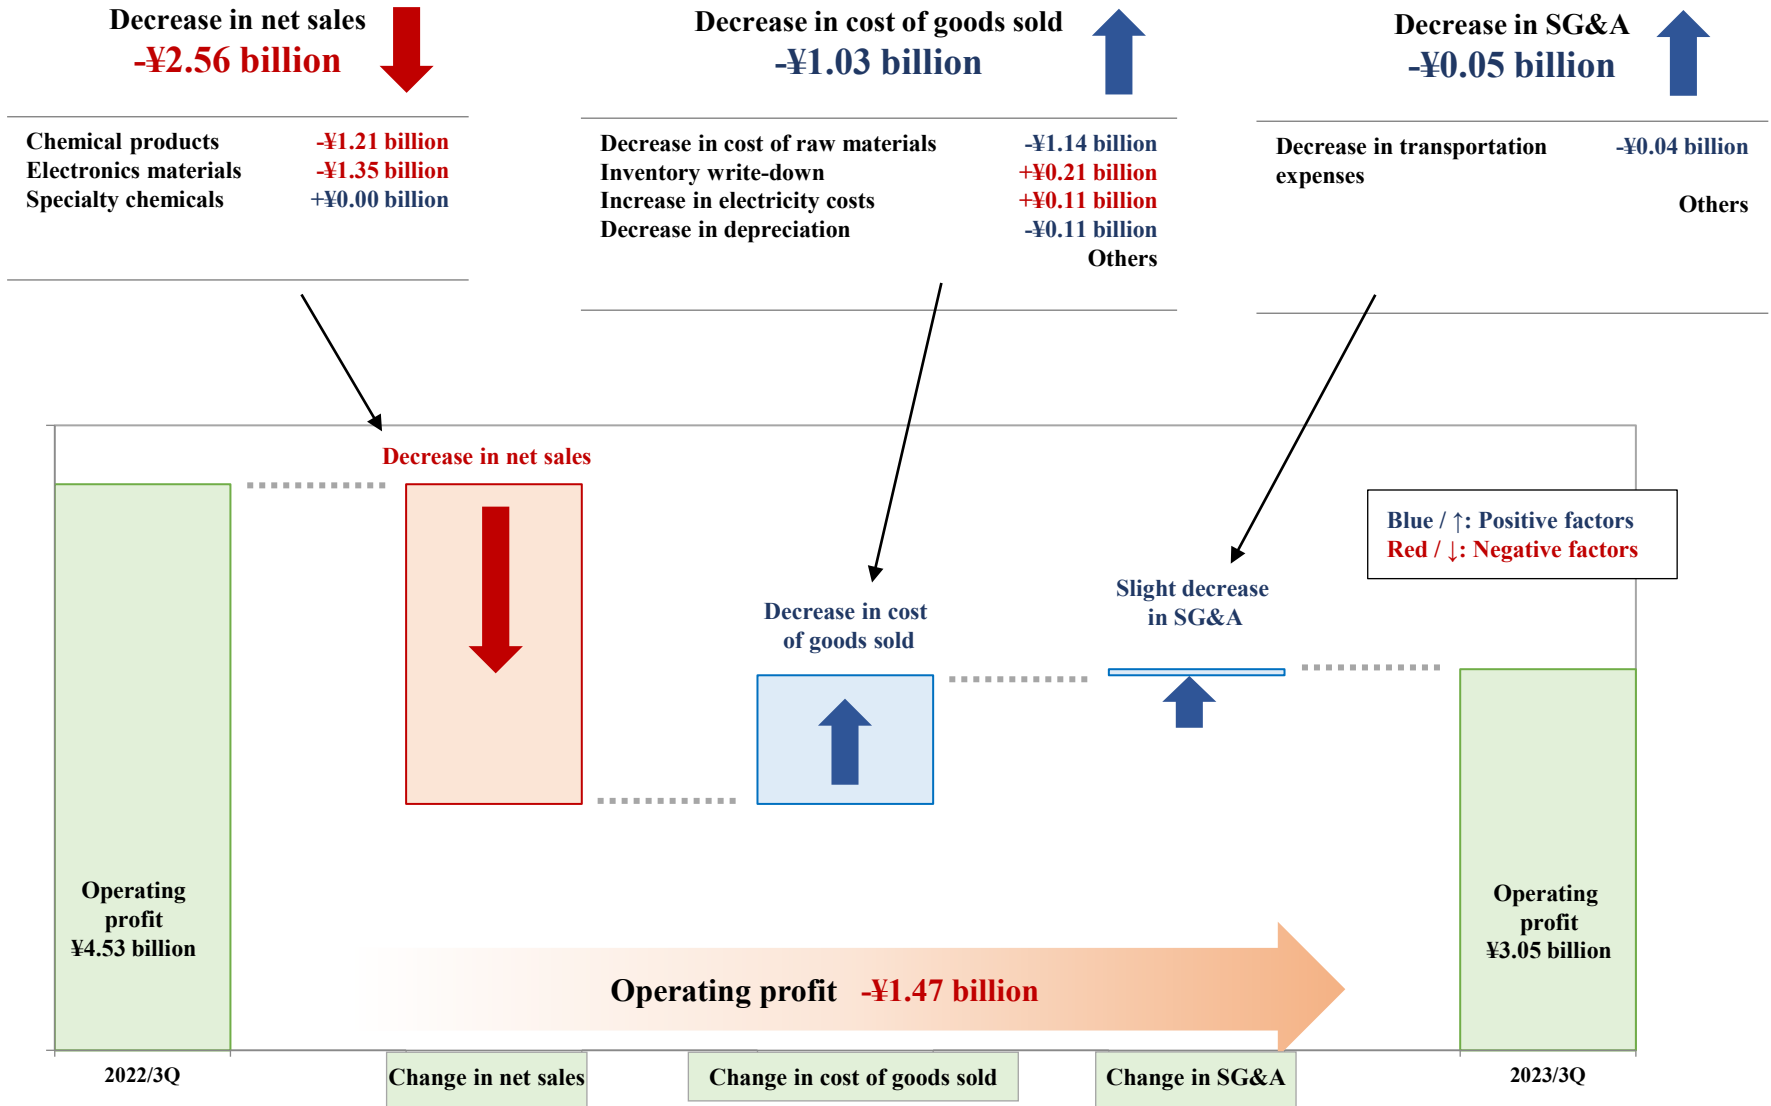 Decrease in net sales
-¥2.56 billion
Chemical products -¥1.21 billion
Electronics materials -¥1.35 billion
Specialty chemicals +¥0.00 billion
Decrease in cost of goods sold
-¥1.03 billion
Decrease in cost of raw materials -¥1.14 billion
Inventory write-down +¥0.21 billion
Increase in electricity costs +¥0.11 billion
Decrease in depreciation -¥0.11 billion
Others
Decrease in SG&A
-¥0.05 billion
Decrease in transportation -¥0.04 billion
expenses
Others
Decrease in net sales
Decrease in cost
of goods sold
Slight decrease
in SG&A
Blue / ↑: Positive factors
Red / ↓: Negative factors
Operating
profit
¥4.53 billion
Operating profit -¥1.47 billion
Operating
profit
¥3.05 billion
2022/3Q
Change in net sales
Change in cost of goods sold
Change in SG&A
2023/3Q